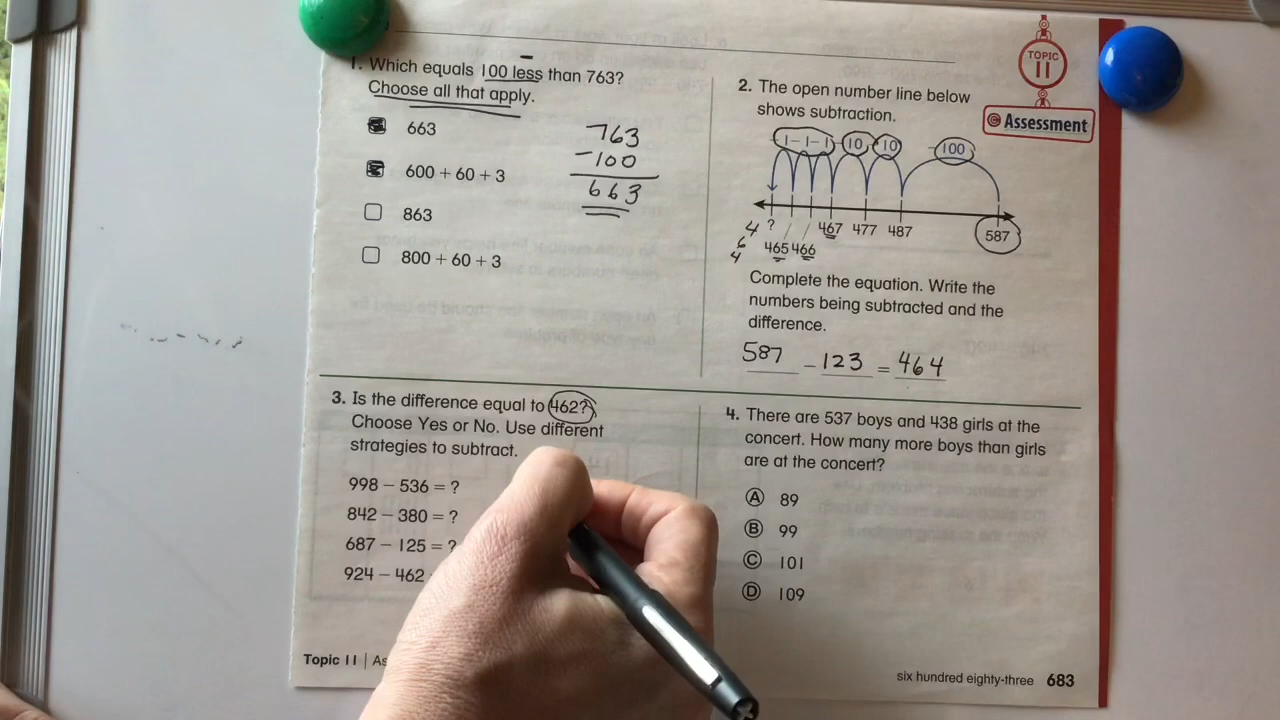 1. Which equals 100 less than 763?
Choose all that apply.
663
600 + 60 + 3
863
800 + 60 + 3
763
-100
663
TOPIC
11
Assessment
2. The open number line below
shows subtraction.
1-1-1 -10 -10 -100
? 467 477 487 587
465 466
4
6
4
Complete the equation. Write the
numbers being subtracted and the
difference.
587 - 123 = 464
3. Is the difference equal to 462?
Choose Yes or No. Use different
strategies to subtract.
998 − 536 = ?
842 − 380 = ?
687 − 125 = ?
924 − 462
4. There are 537 boys and 438 girls at the
concert. How many more boys than girls
are at the concert?
A 89
B 99
C 101
D 109
Topic 11 | As
six hundred eighty-three 683